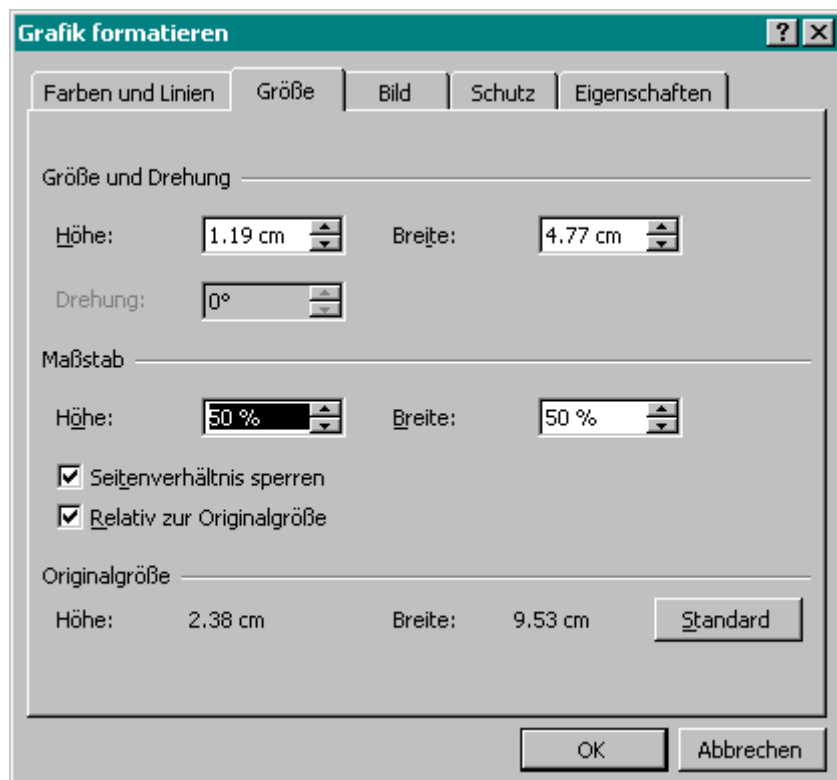 Grafik formatieren
Farben und Linien Größe Bild Schutz Eigenschaften
Größe und Drehung
Höhe: 1.19 cm Breite: 4.77 cm
Drehung: 0°
Maßstab
Höhe: 50 % Breite: 50 %
Seitenverhältnis sperren
Relativ zur Originalgröße
Originalgröße
Höhe: 2.38 cm Breite: 9.53 cm Standard
OK Abbrechen